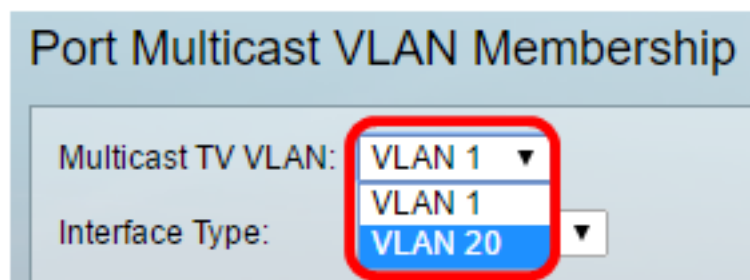 Port Multicast VLAN Membership
Multicast TV VLAN: VLAN 1 ▼
VLAN 1
Interface Type: ▼
VLAN 20